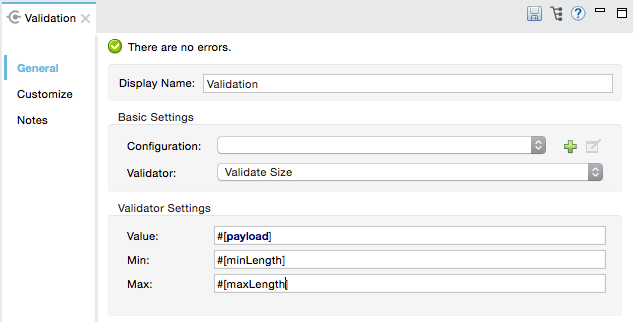 Validation
There are no errors.
General
Customize
Notes
Display Name: Validation
Basic Settings
Configuration:
Validator: Validate Size
Validator Settings
Value: #[payload]
Min: #[minLength]
Max: #[maxLength]